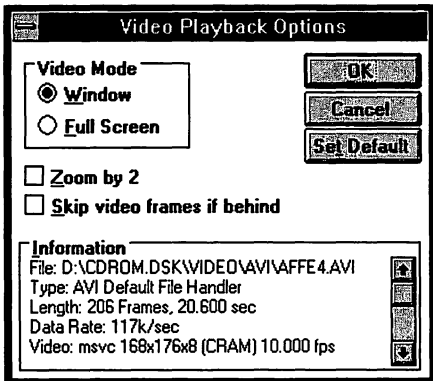 Video Playback Options
Video Mode
Window
Full Screen
OK
Cancel
Set Default
Zoom by 2
Skip video frames if behind
Information
File: D:\CDROM.DSK\VIDEO\AVI\AFFE4.AVI
Type: AVI Default File Handler
Length: 206 Frames, 20.600 sec
Data Rate: 117k/sec
Video: msvc 168x176x8 (CRAM) 10.000 fps